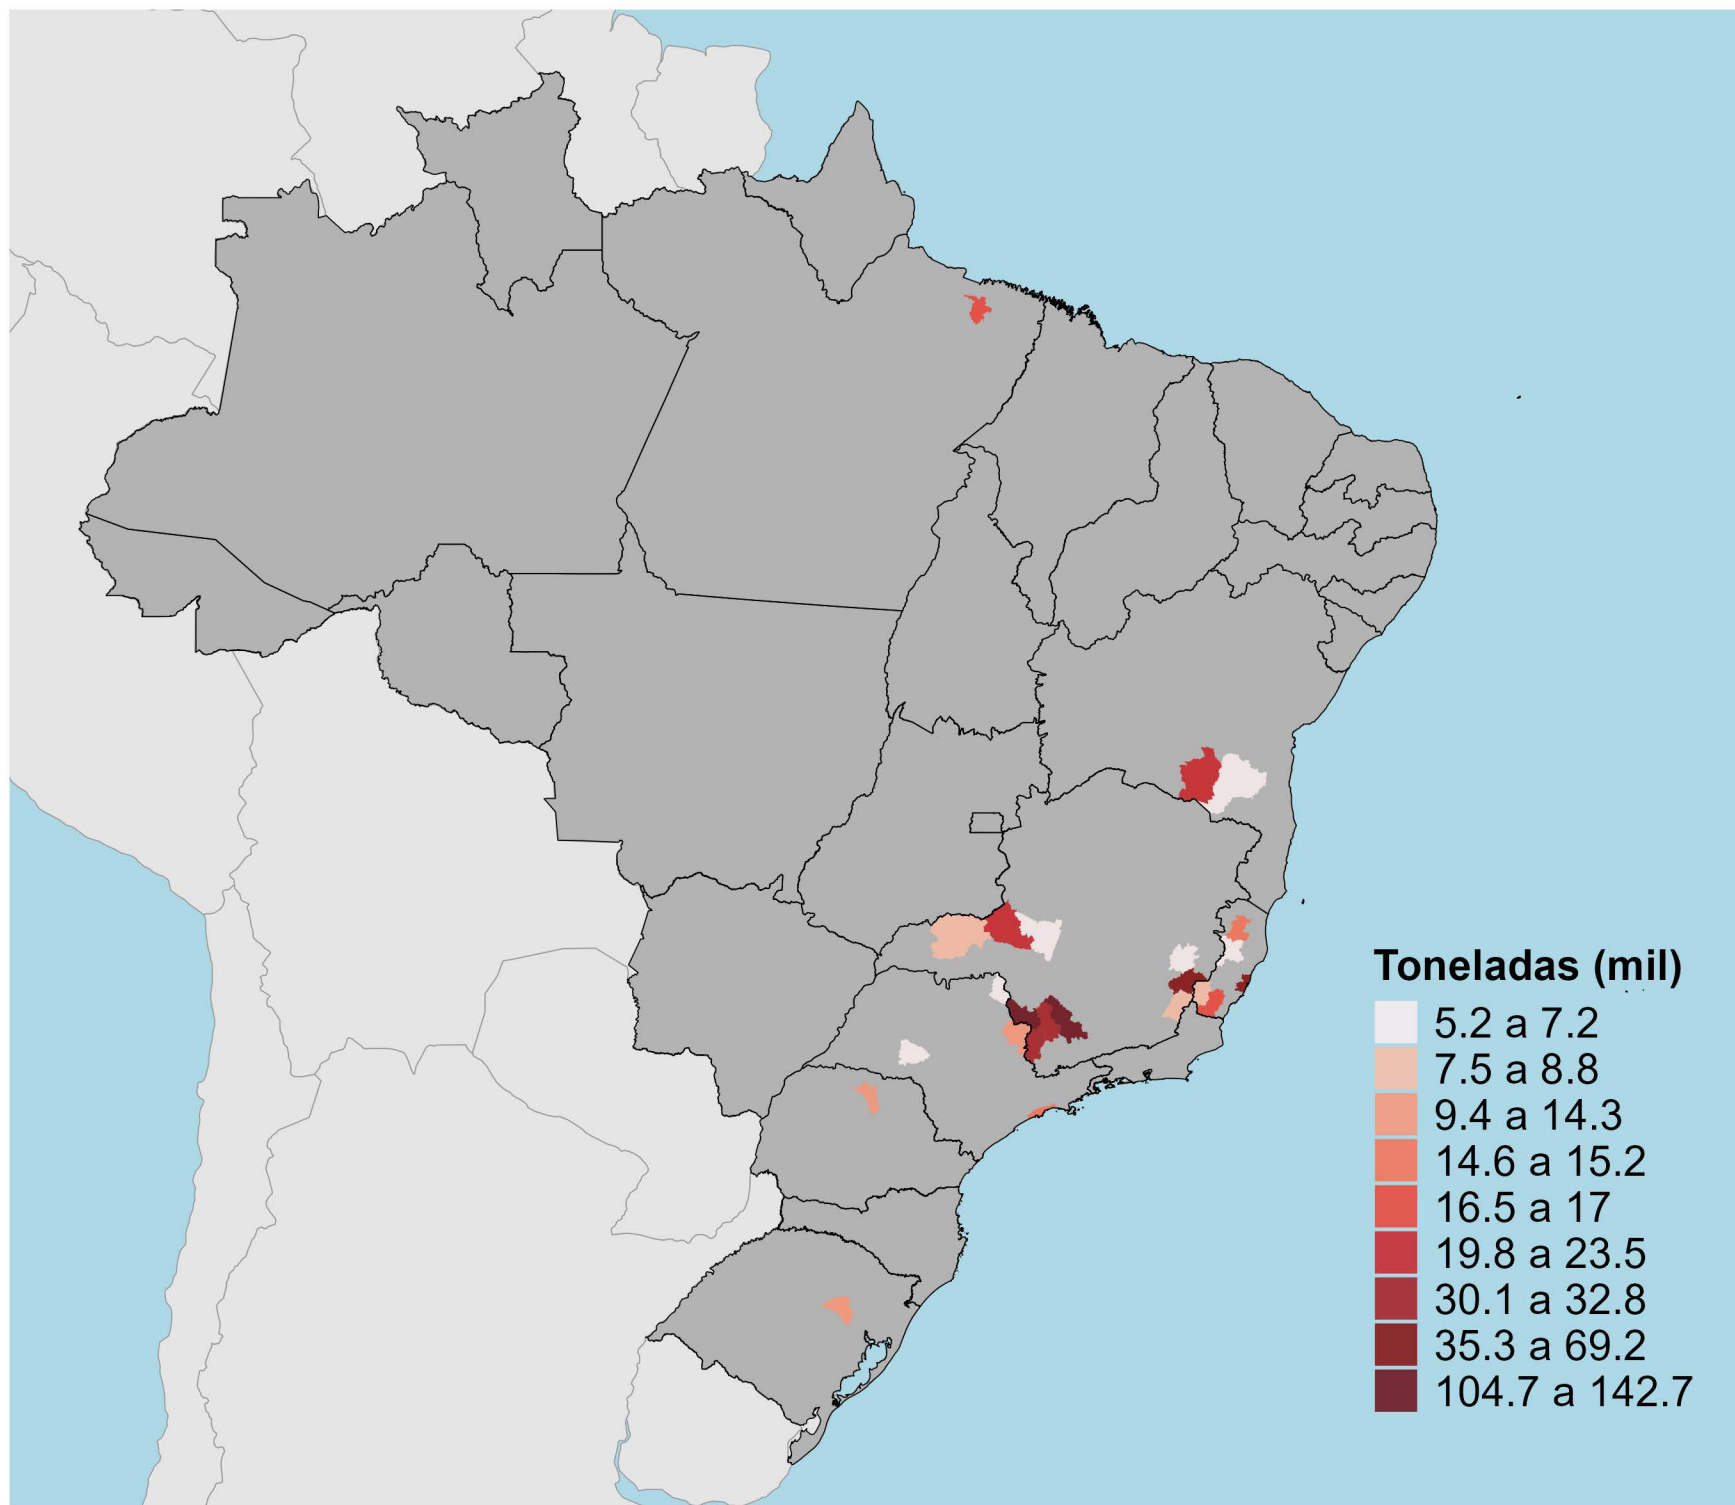 Toneladas (mil)
5.2 a 7.2
7.5 a 8.8
9.4 a 14.3
14.6 a 15.2
16.5 a 17
19.8 a 23.5
30.1 a 32.8
35.3 a 69.2
104.7 a 142.7